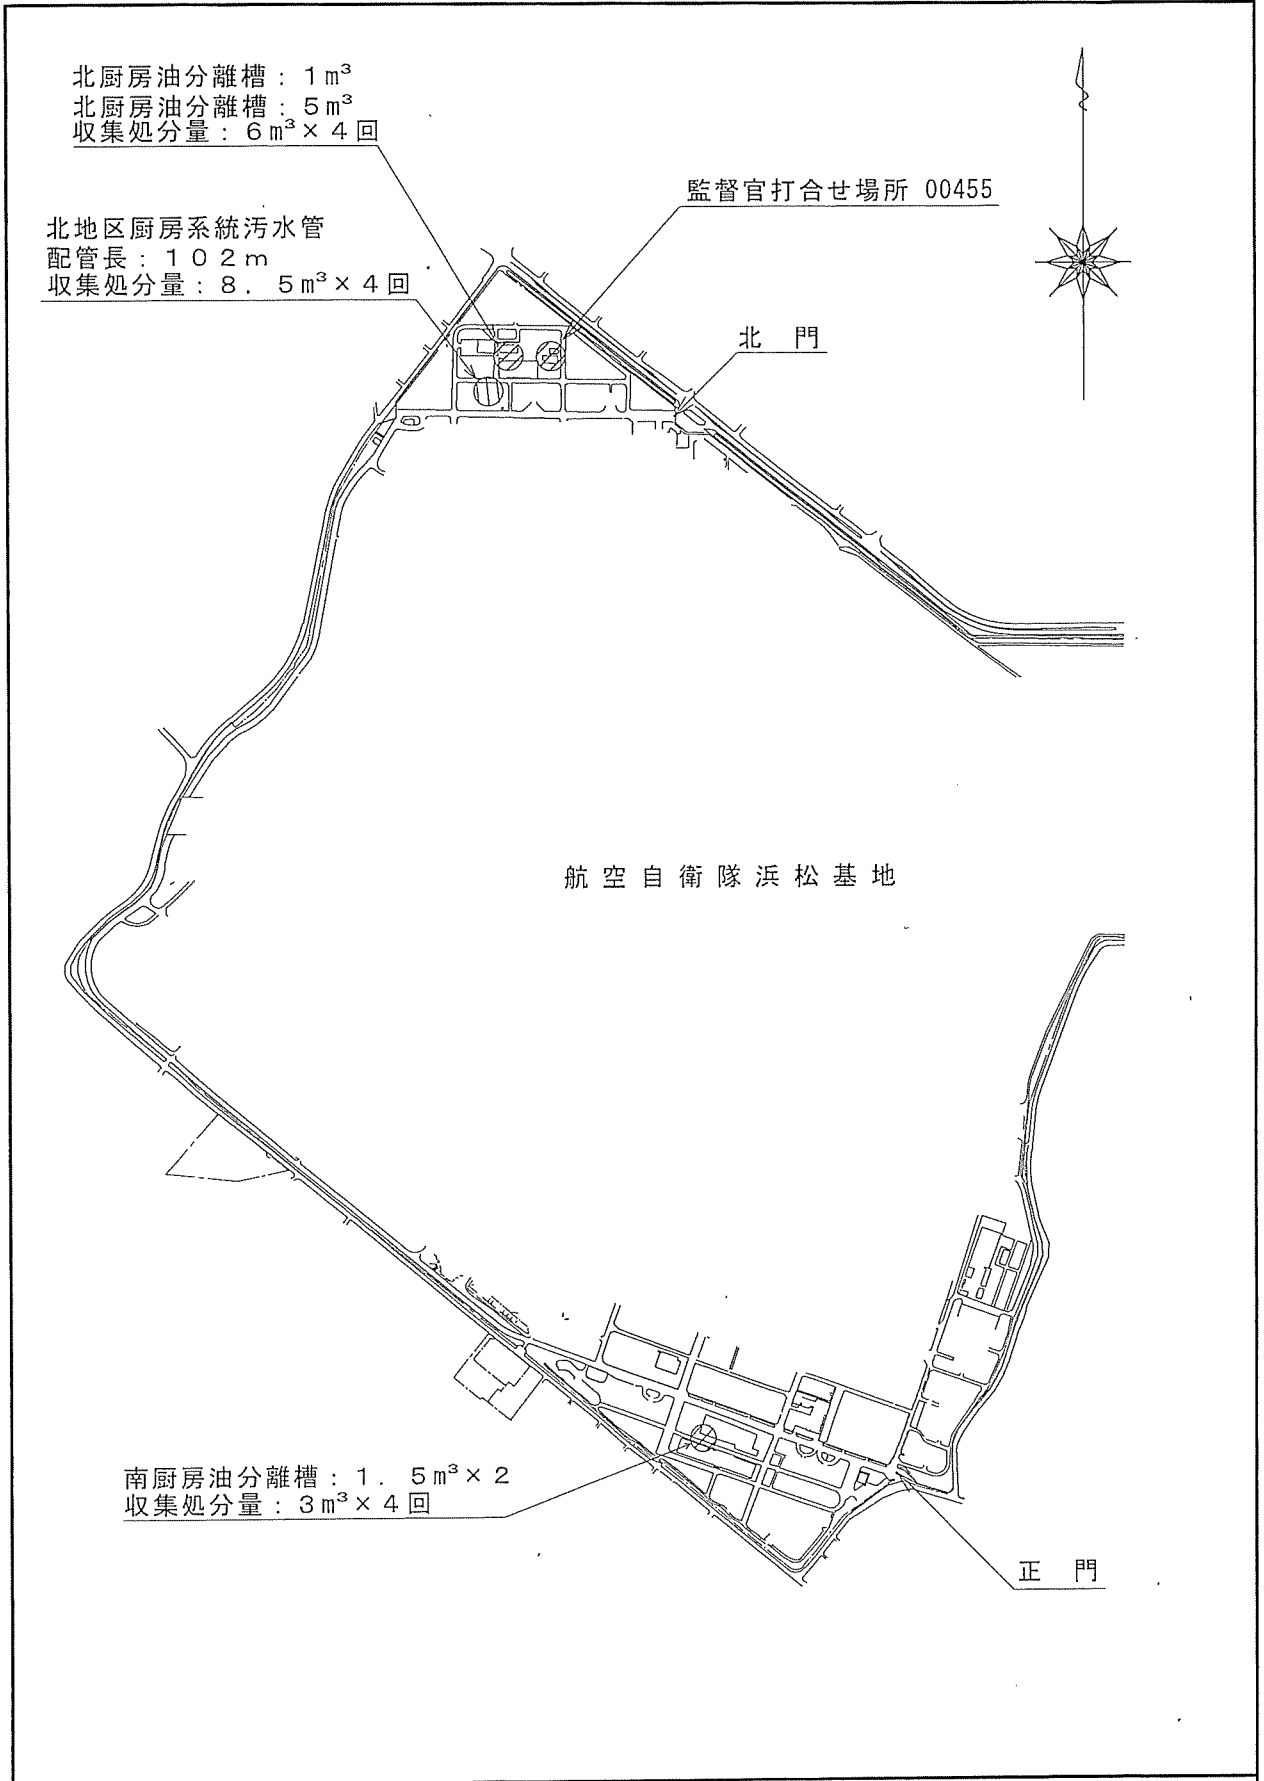 北厨房油分離槽：１m³
北厨房油分離槽：５m³
収集処分量：６m³×４回
監督官打合せ場所 00455
北地区厨房系統汚水管
配管長：１０２m
収集処分量：８．５m³×４回
北 門
航空自衛隊浜松基地
南厨房油分離槽：１．５m³×２
収集処分量：３m³×４回
正 門